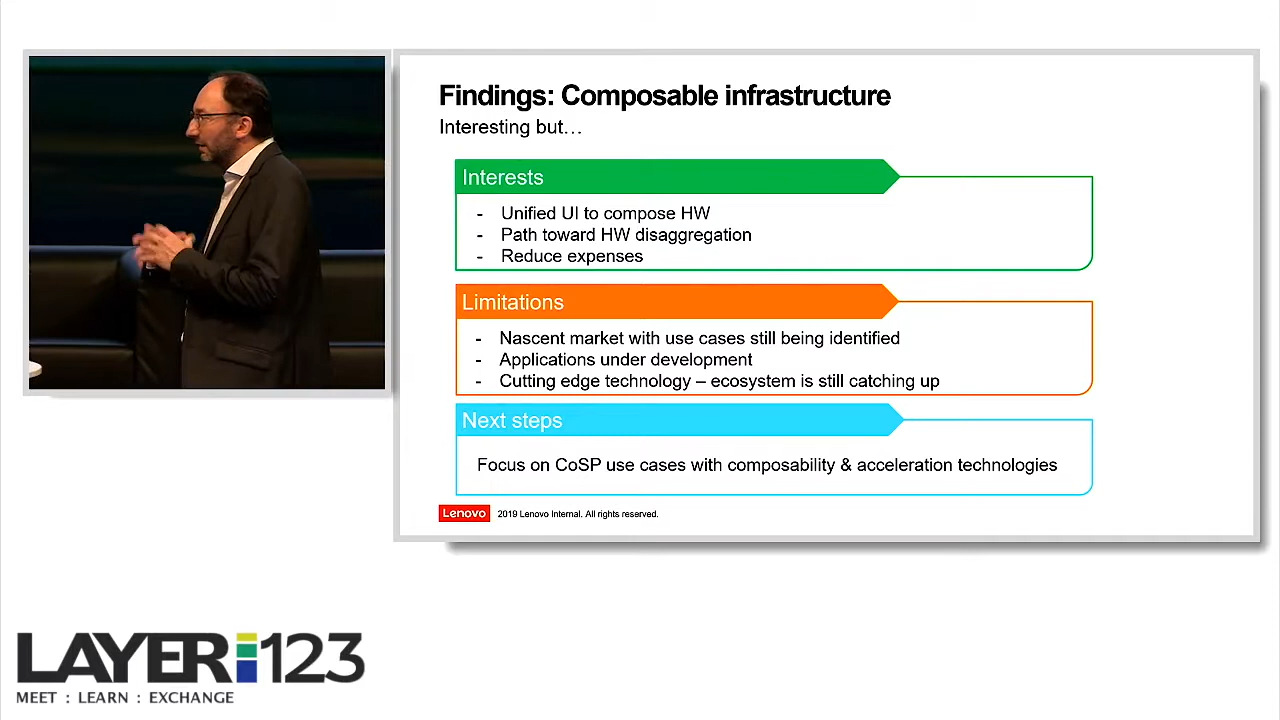 Findings: Composable infrastructure
Interesting but…
Interests
- Unified UI to compose HW
- Path toward HW disaggregation
- Reduce expenses
Limitations
- Nascent market with use cases still being identified
- Applications under development
- Cutting edge technology – ecosystem is still catching up
Next steps
Focus on CoSP use cases with composability & acceleration technologies
Lenovo 2019 Lenovo Internal. All rights reserved.
LAYER 123
MEET : LEARN : EXCHANGE